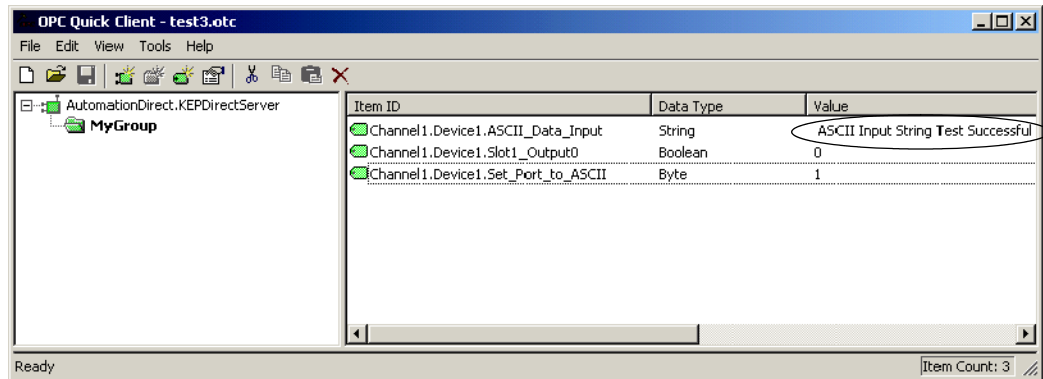 OPC Quick Client - test3.otc
File Edit View Tools Help
AutomationDirect.KEPDirectServer
MyGroup
Item ID Data Type Value
Channel1.Device1.ASCII_Data_Input String ASCII Input String Test Successful
Channel1.Device1.Slot1_Output0 Boolean 0
Channel1.Device1.Set_Port_to_ASCII Byte 1
Ready Item Count: 3